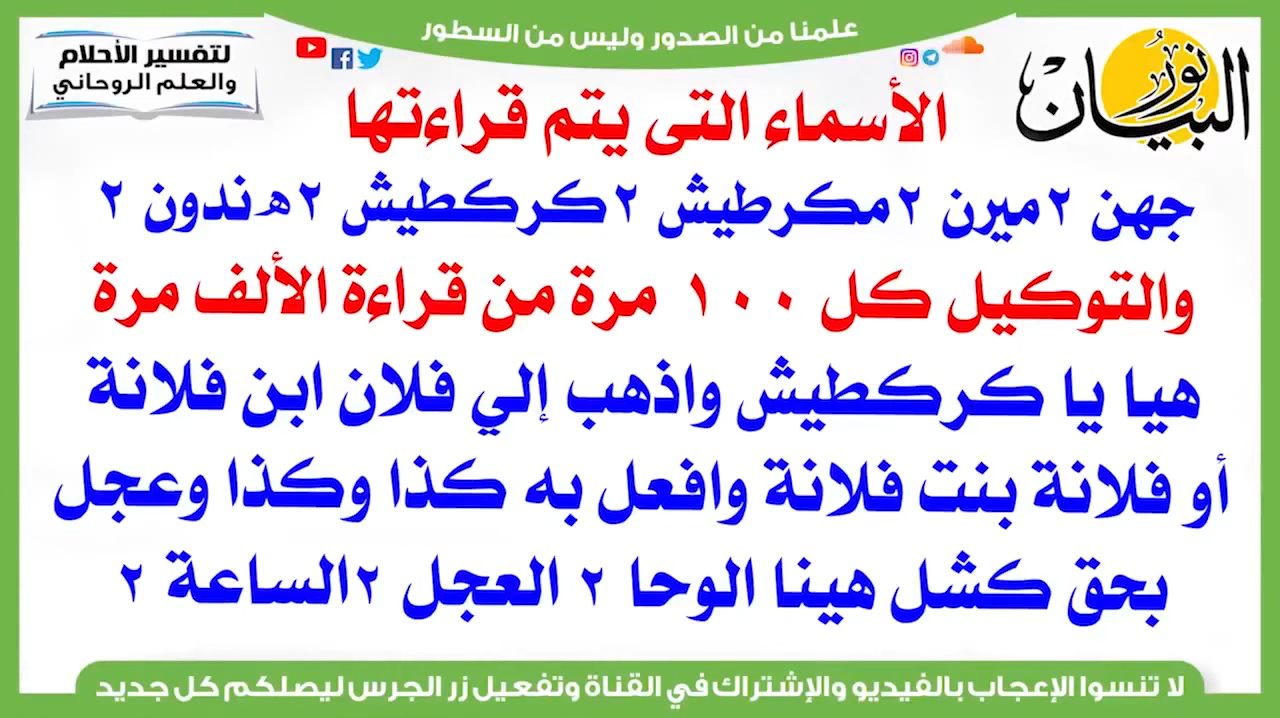 علمنا من الصدور وليس من السطور
نور البيان
لتفسير الأحلام
والعلم الروحاني
الأسماء التى يتم قراءتها
جهن ٢ ميرن ٢ مكرطيش ٢ كركطيش ٢ هندون ٢
والتوكيل كل ١٠٠ مرة من قراءة الألف مرة
هيا يا كركطيش واذهب إلي فلان ابن فلانة
أو فلانة بنت فلانة وافعل به كذا وكذا وعجل
بحق كشل هينا الوحا ٢ العجل ٢ الساعة ٢
لا تنسوا الإعجاب بالفيديو والإشتراك في القناة وتفعيل زر الجرس ليصلكم كل جديد